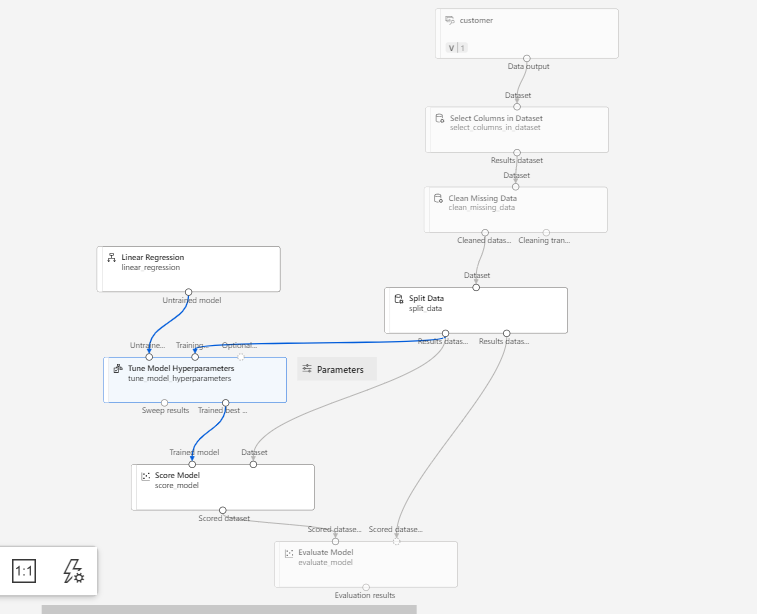 customer
V | 1
Data output
Dataset
Select Columns in Dataset
select_columns_in_dataset
Results dataset
Dataset
Clean Missing Data
clean_missing_data
Cleaned datas... Cleaning tran...
Dataset
Linear Regression
linear_regression
Untrained model
Split Data
split_data
Results datas... Results datas...
Untraine... Training... Optional...
Tune Model Hyperparameters
tune_model_hyperparameters
Parameters
Sweep results Trained best ...
Trained model Dataset
Score Model
score_model
Scored dataset
Scored datase... Scored datase...
Evaluate Model
evaluate_model
Evaluation results
1:1